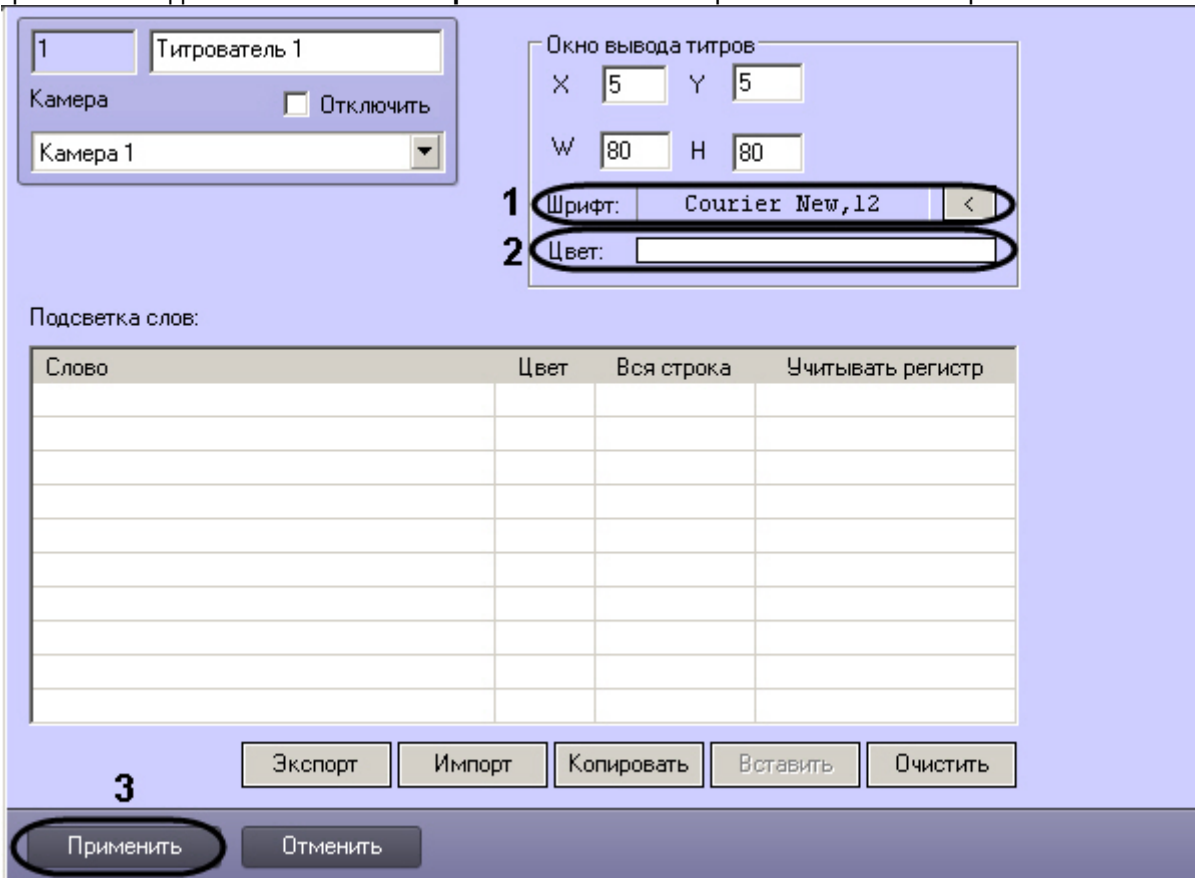 1 Титрователь 1
Камера Отключить
Камера 1
Окно вывода титров
X 5 Y 5
W 80 H 80
1 Шрифт: Courier New,12 <
2 Цвет:
Подсветка слов:
Слово Цвет Вся строка Учитывать регистр
Экспорт Импорт Копировать Вставить Очистить
3
Применить Отменить